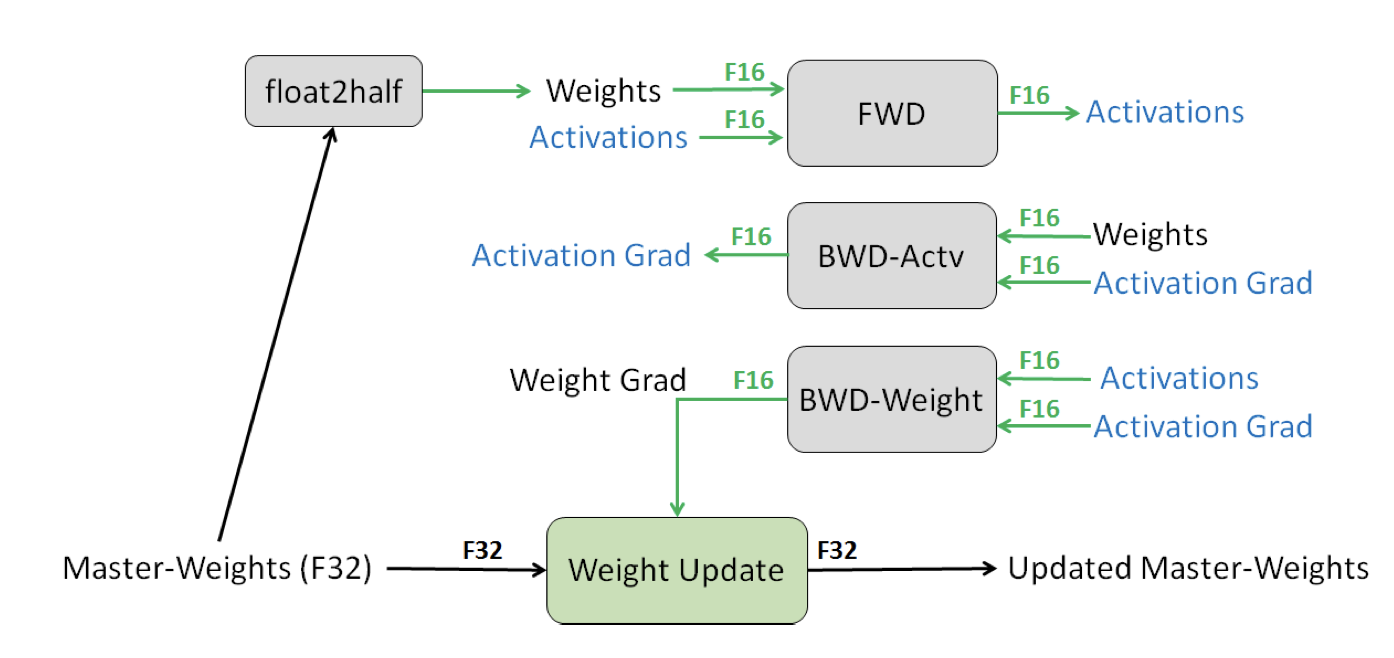 float2half
Weights
F16
Activations
F16
FWD
F16
Activations
Activation Grad
F16
BWD-Actv
F16
Weights
F16
Activation Grad
Weight Grad
F16
BWD-Weight
F16
Activations
F16
Activation Grad
Master-Weights (F32)
F32
Weight Update
F32
Updated Master-Weights